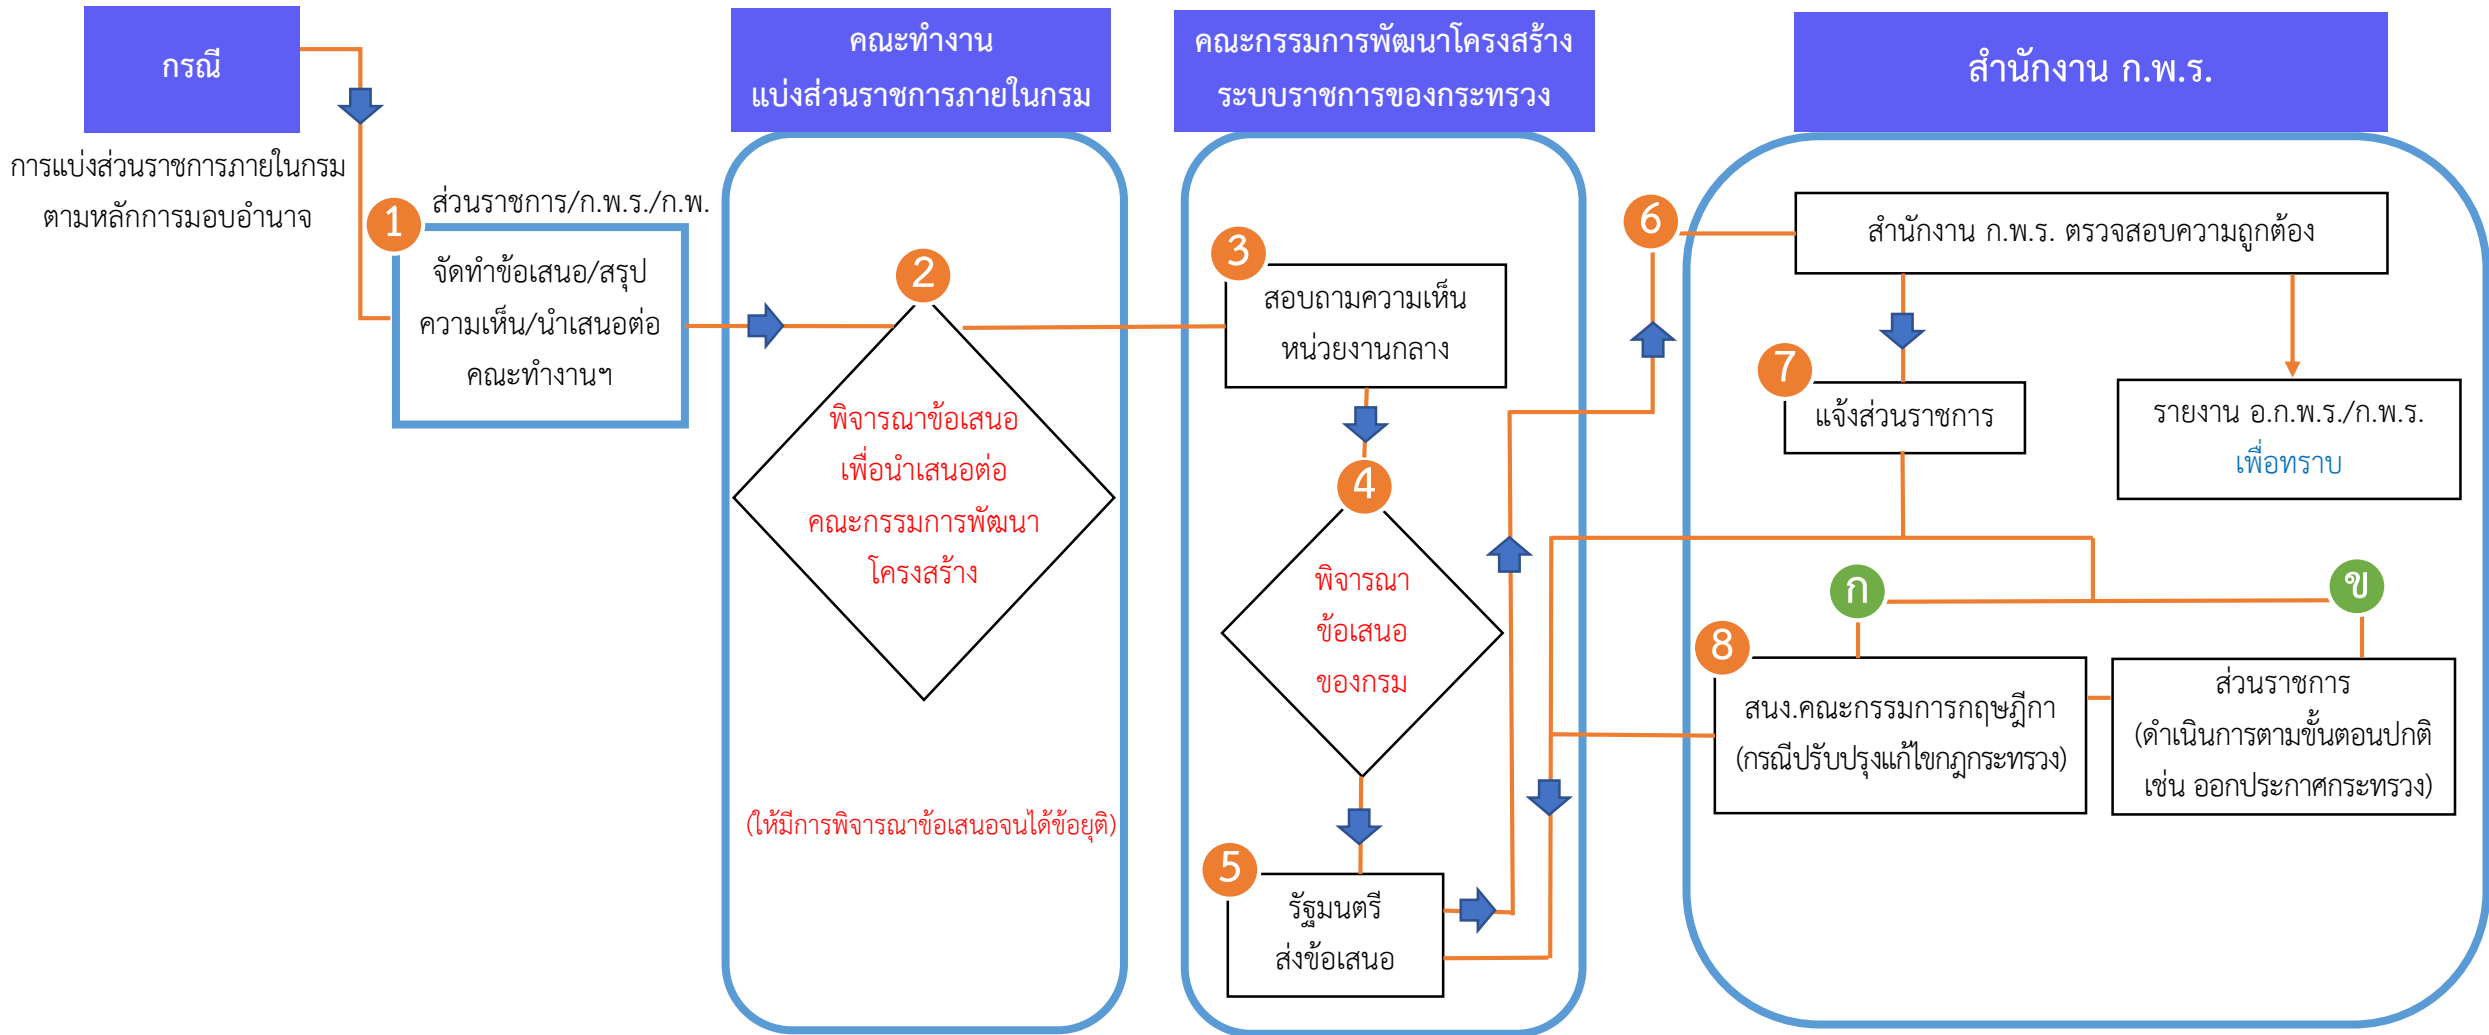 กรณี
การแบ่งส่วนราชการภายในกรม
ตามหลักการมอบอำนาจ
1
ส่วนราชการ/ก.พ.ร./ก.พ.
จัดทำข้อเสนอ/สรุป
ความเห็น/นำเสนอต่อ
คณะทำงานฯ
คณะทำงาน
แบ่งส่วนราชการภายในกรม
2
พิจารณาข้อเสนอ
เพื่อนำเสนอต่อ
คณะกรรมการพัฒนา
โครงสร้าง
(ให้มีการพิจารณาข้อเสนอจนได้ข้อยุติ)
คณะกรรมการพัฒนาโครงสร้าง
ระบบราชการของกระทรวง
3
สอบถามความเห็น
หน่วยงานกลาง
4
พิจารณา
ข้อเสนอ
ของกรม
5
รัฐมนตรี
ส่งข้อเสนอ
สำนักงาน ก.พ.ร.
6
สำนักงาน ก.พ.ร. ตรวจสอบความถูกต้อง
7
แจ้งส่วนราชการ
รายงาน อ.ก.พ.ร./ก.พ.ร.
เพื่อทราบ
ก
ข
8
สนง.คณะกรรมการกฤษฎีกา
(กรณีปรับปรุงแก้ไขกฎกระทรวง)
ส่วนราชการ
(ดำเนินการตามขั้นตอนปกติ
เช่น ออกประกาศกระทรวง)